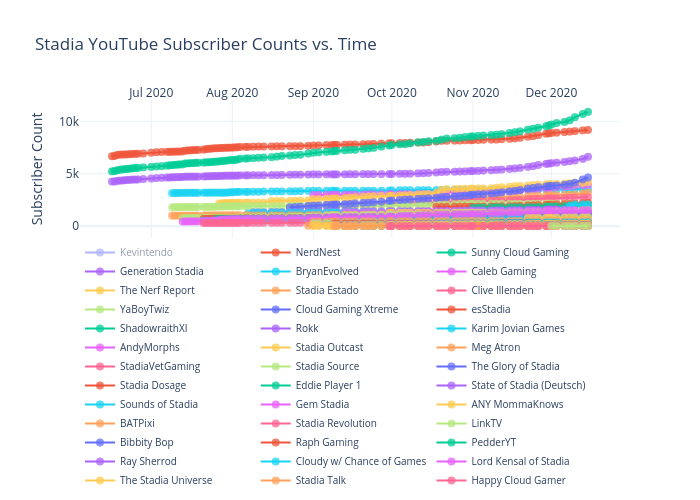 Stadia YouTube Subscriber Counts vs. Time
Jul 2020 Aug 2020 Sep 2020 Oct 2020 Nov 2020 Dec 2020
Subscriber Count
10k
5k
0
Kevintendo NerdNest Sunny Cloud Gaming
Generation Stadia BryanEvolved Caleb Gaming
The Nerf Report Stadia Estado Clive Illenden
YaBoyTwiz Cloud Gaming Xtreme esStadia
ShadowraithXI Rokk Karim Jovian Games
AndyMorphs Stadia Outcast Meg Atron
StadiaVetGaming Stadia Source The Glory of Stadia
Stadia Dosage Eddie Player 1 State of Stadia (Deutsch)
Sounds of Stadia Gem Stadia ANY MommaKnows
BATPixi Stadia Revolution LinkTV
Bibbity Bop Raph Gaming PedderYT
Ray Sherrod Cloudy w/ Chance of Games Lord Kensal of Stadia
The Stadia Universe Stadia Talk Happy Cloud Gamer